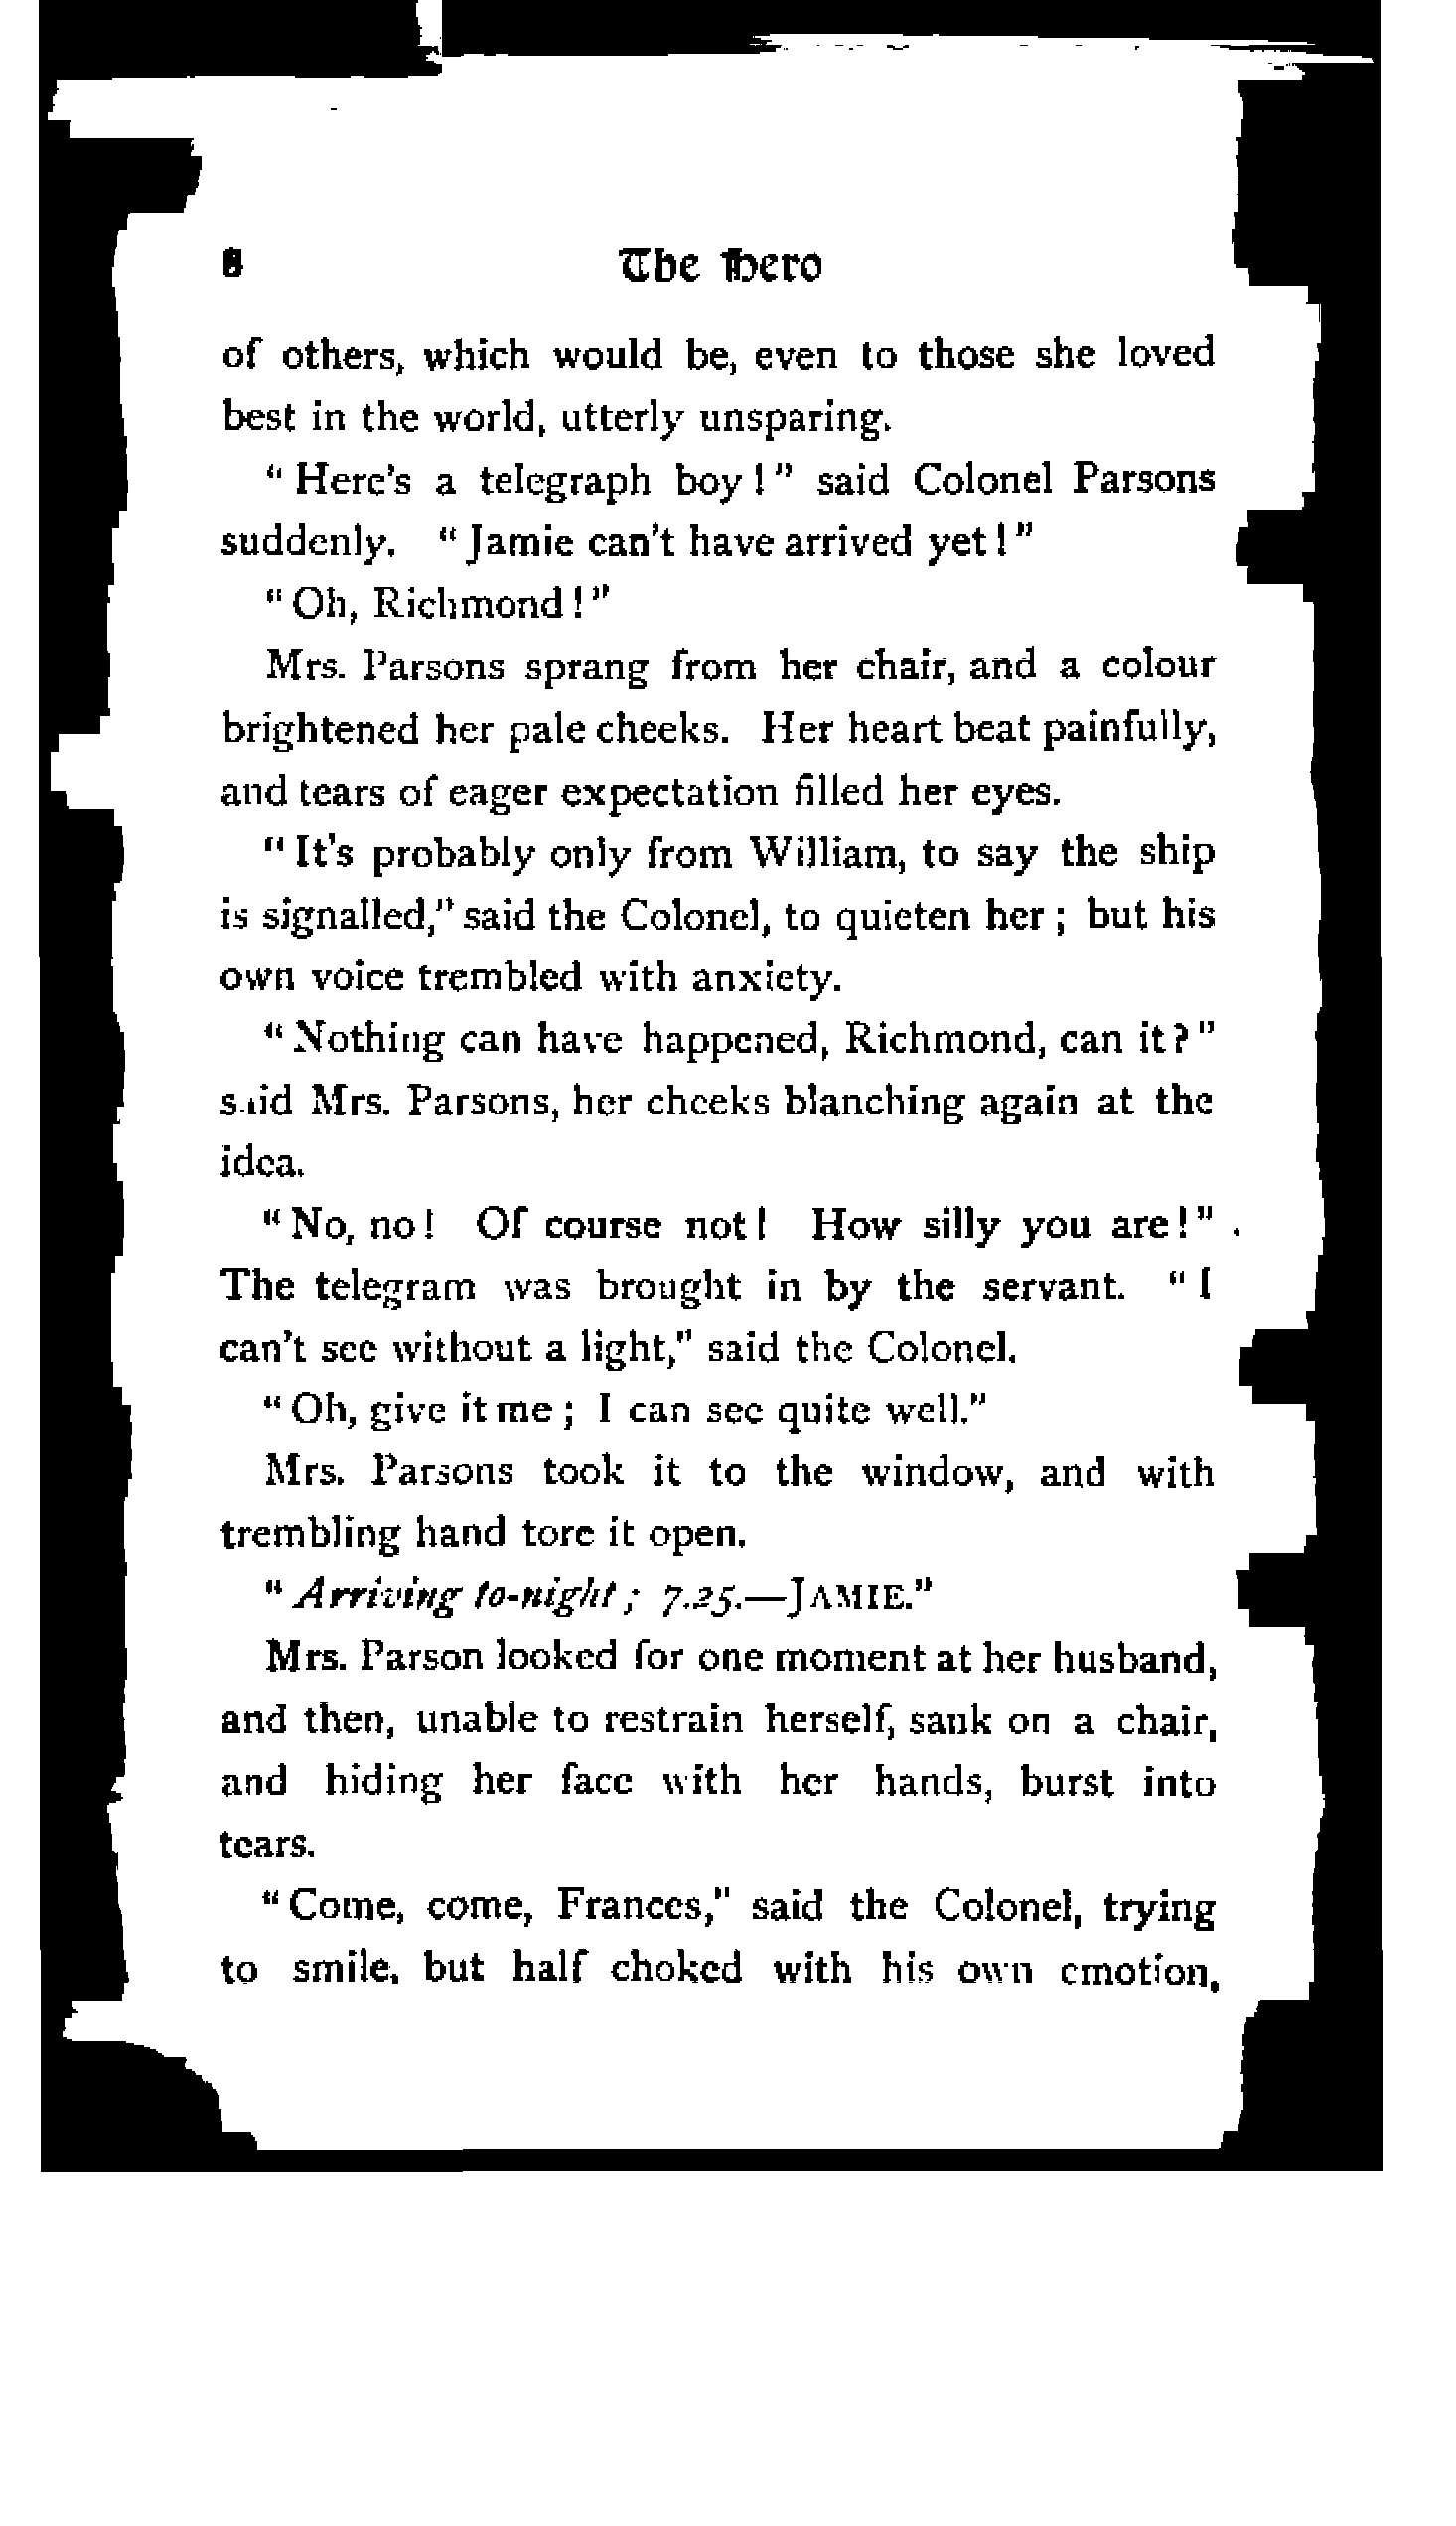 8 The Hero
of others, which would be, even to those she loved
best in the world, utterly unsparing.
"Here's a telegraph boy!" said Colonel Parsons
suddenly. "Jamie can't have arrived yet!"
"Oh, Richmond!"
Mrs. Parsons sprang from her chair, and a colour
brightened her pale cheeks. Her heart beat painfully,
and tears of eager expectation filled her eyes.
"It's probably only from William, to say the ship
is signalled," said the Colonel, to quieten her; but his
own voice trembled with anxiety.
"Nothing can have happened, Richmond, can it?"
said Mrs. Parsons, her cheeks blanching again at the
idea.
"No, no! Of course not! How silly you are!"
The telegram was brought in by the servant. "I
can't see without a light," said the Colonel.
"Oh, give it me; I can see quite well."
Mrs. Parsons took it to the window, and with
trembling hand tore it open.
"Arriving to-night; 7.25.—JAMIE."
Mrs. Parson looked for one moment at her husband,
and then, unable to restrain herself, sank on a chair,
and hiding her face with her hands, burst into
tears.
"Come, come, Frances," said the Colonel, trying
to smile, but half choked with his own emotion,